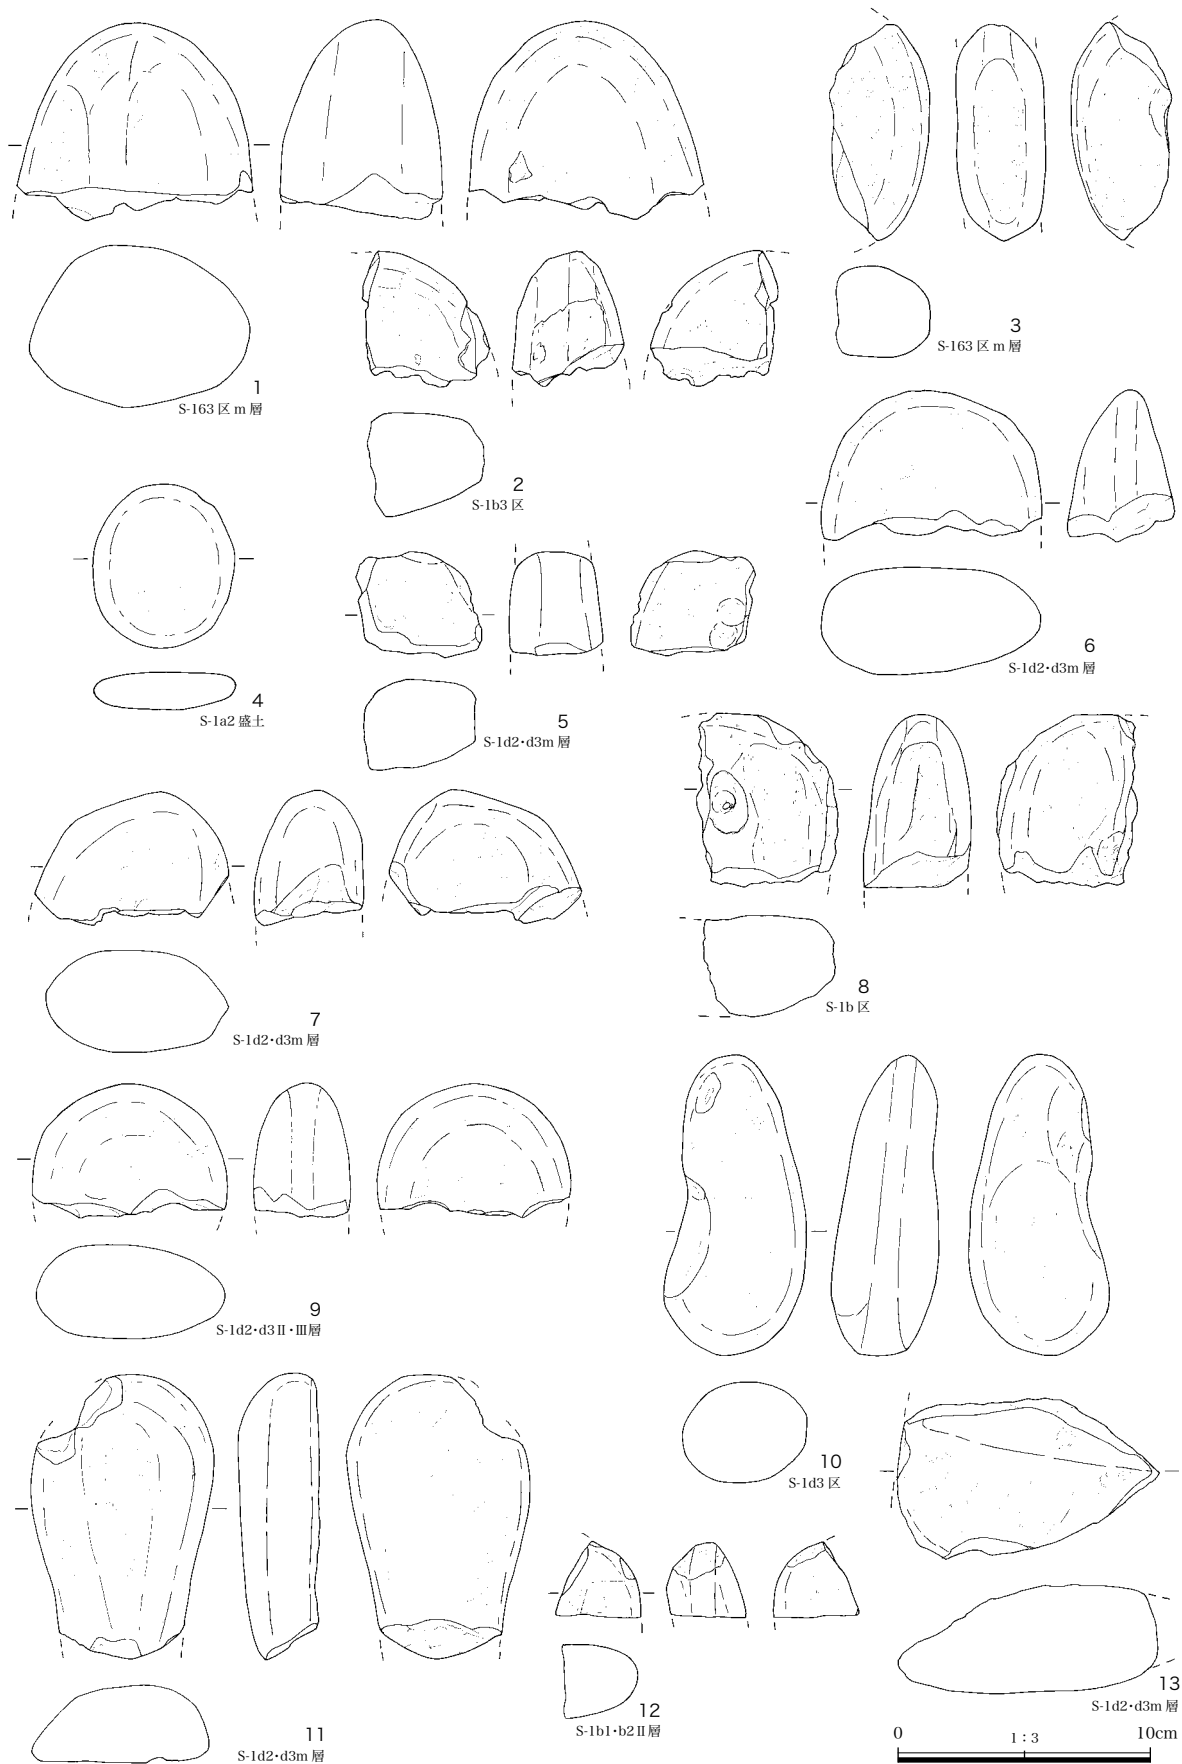 1
S-163 区 m 層
2
S-1b3 区
3
S-163 区 m 層
4
S-1a2 盛土
5
S-1d2・d3m 層
6
S-1d2・d3m 層
7
S-1d2・d3m 層
8
S-1b 区
9
S-1d2・d3Ⅱ・Ⅲ層
10
S-1d3 区
11
S-1d2・d3m 層
12
S-1b1・b2Ⅱ層
13
S-1d2・d3m 層
0 1：3 10cm